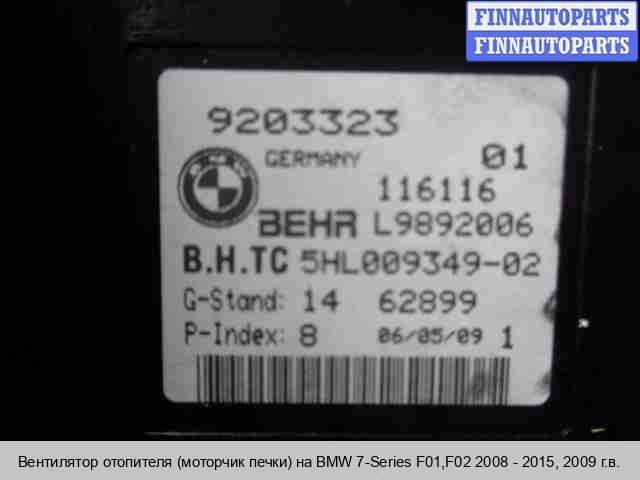 FINNAUTOPARTS
FINNAUTOPARTS
9203323
GERMANY 01
116116
BEHR L9892006
B.H.TC 5HL009349-02
G-Stand: 14 62899
P-Index: 8 06/05/09 1
Вентилятор отопителя (моторчик печки) на BMW 7-Series F01,F02 2008 - 2015, 2009 г.в.